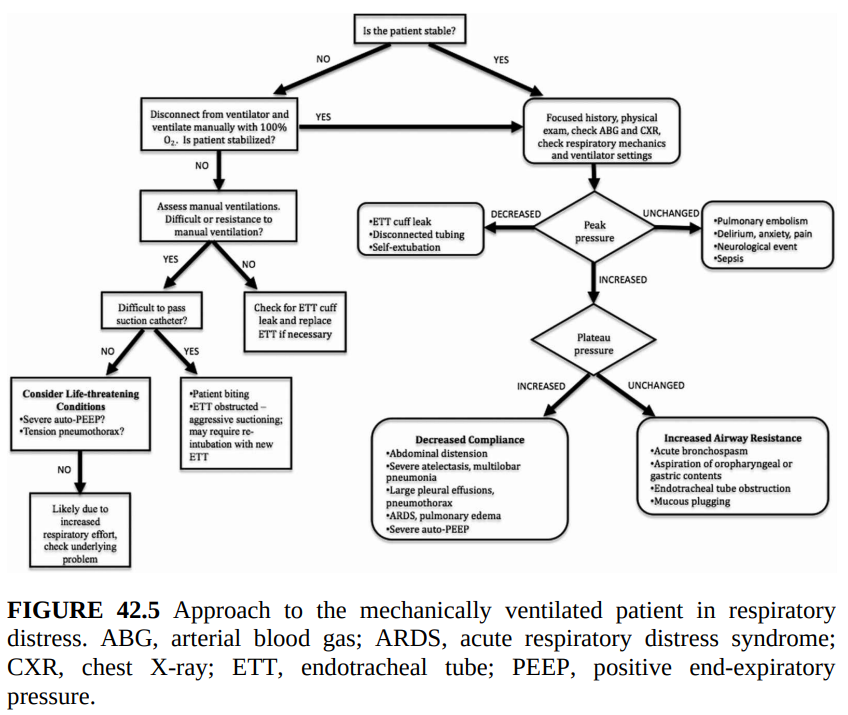 Is the patient stable?
NO
YES
Disconnect from ventilator and
ventilate manually with 100%
O₂. Is patient stabilized?
YES
Focused history, physical
exam, check ABG and CXR,
check respiratory mechanics
and ventilator settings
NO
Assess manual ventilations.
Difficult or resistance to
manual ventilation?
•ETT cuff leak
•Disconnected tubing
•Self-extubation
DECREASED
Peak
pressure
UNCHANGED
•Pulmonary embolism
•Delirium, anxiety, pain
•Neurological event
•Sepsis
YES
NO
INCREASED
Difficult to pass
suction catheter?
Check for ETT cuff
leak and replace
ETT if necessary
Plateau
pressure
NO
YES
INCREASED
UNCHANGED
Consider Life-threatening
Conditions
•Severe auto-PEEP?
•Tension pneumothorax?
•Patient biting
•ETT obstructed –
aggressive suctioning;
may require re-
intubation with new
ETT
Decreased Compliance
•Abdominal distension
•Severe atelectasis, multilobar
pneumonia
•Large pleural effusions,
pneumothorax
•ARDS, pulmonary edema
•Severe auto-PEEP
Increased Airway Resistance
•Acute bronchospasm
•Aspiration of oropharyngeal or
gastric contents
•Endotracheal tube obstruction
•Mucous plugging
NO
Likely due to
increased
respiratory effort,
check underlying
problem
FIGURE 42.5 Approach to the mechanically ventilated patient in respiratory
distress. ABG, arterial blood gas; ARDS, acute respiratory distress syndrome;
CXR, chest X-ray; ETT, endotracheal tube; PEEP, positive end-expiratory
pressure.